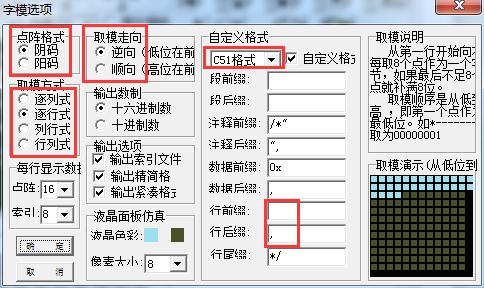 字模选项
点阵格式
阴码
阳码
取模方式
逐列式
逐行式
列行式
行列式
每行显示数据
点阵: 16
索引: 8
确 定
取 消
取模走向
逆向(低位在前
顺向(高位在前
输出数制
十六进制数
十进制数
输出选项
输出索引文件
输出精简格
输出紧凑格式
液晶面板仿真
液晶色彩:
像素大小: 8
自定义格式
C51格式
自定义格式
段前缀:
段后缀:
注释前缀: /*"
注释后缀: ",
数据前缀: 0x
数据后缀: ,
行前缀:
行后缀: ,
行尾缀: */
取模说明
从第一行开始向
每取8个点作为一个字
节,如果最后不足8个
点就补满8位。
取模顺序是从低到
高,即第一个点作为
最低位。如*-------
取为00000001
取模演示(从低位到